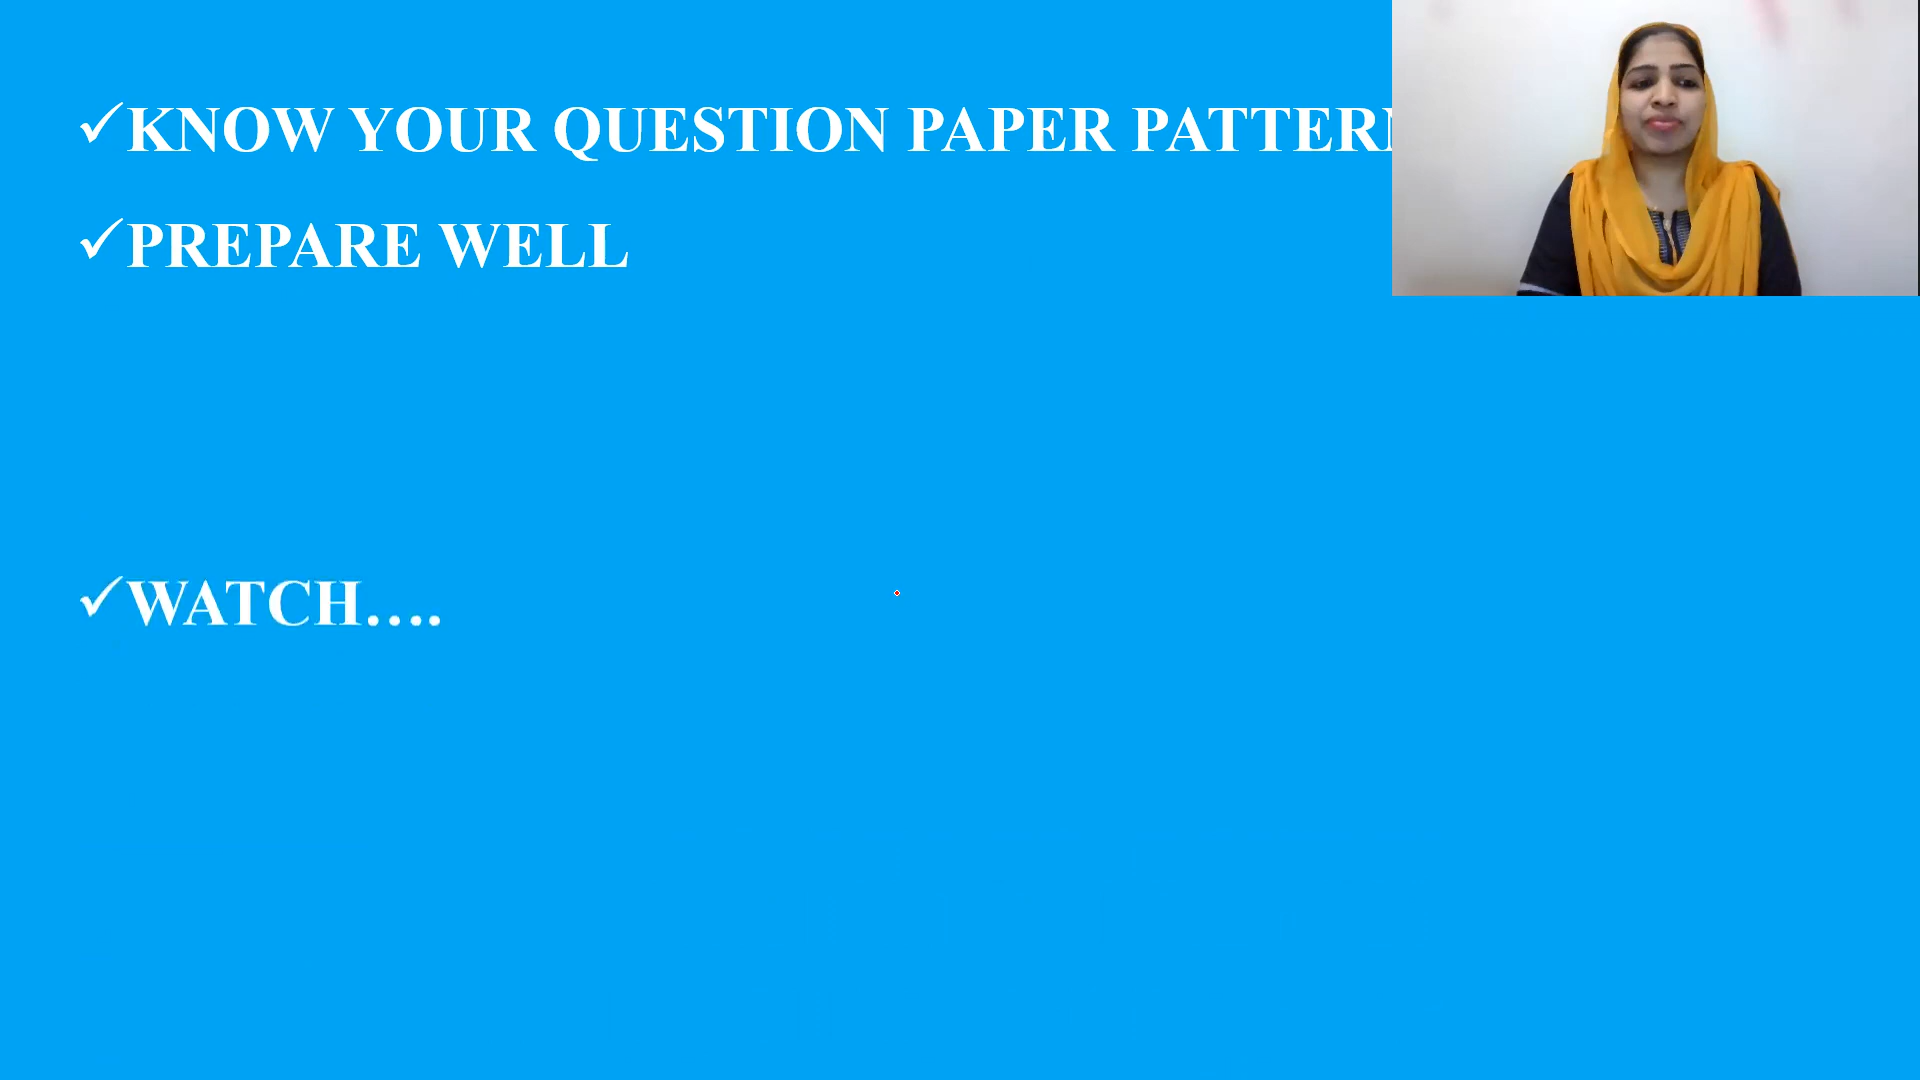 ✓KNOW YOUR QUESTION PAPER PATTERN
✓PREPARE WELL
✓WATCH....